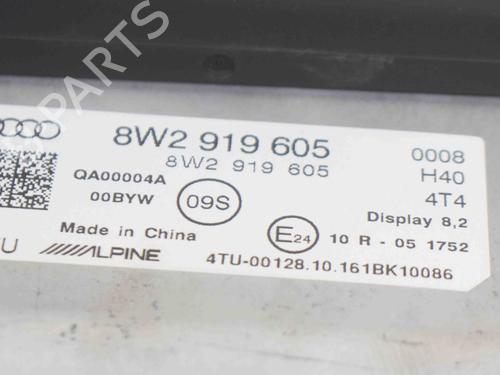 PARTS
8W2 919 605
8W2 919 605
0008
H40
4T4
Display 8,2
QA00004A
00BYW
09S
Made in China
E24
10 R - 05 1752
ALPINE
4TU-00128.10.161BK10086